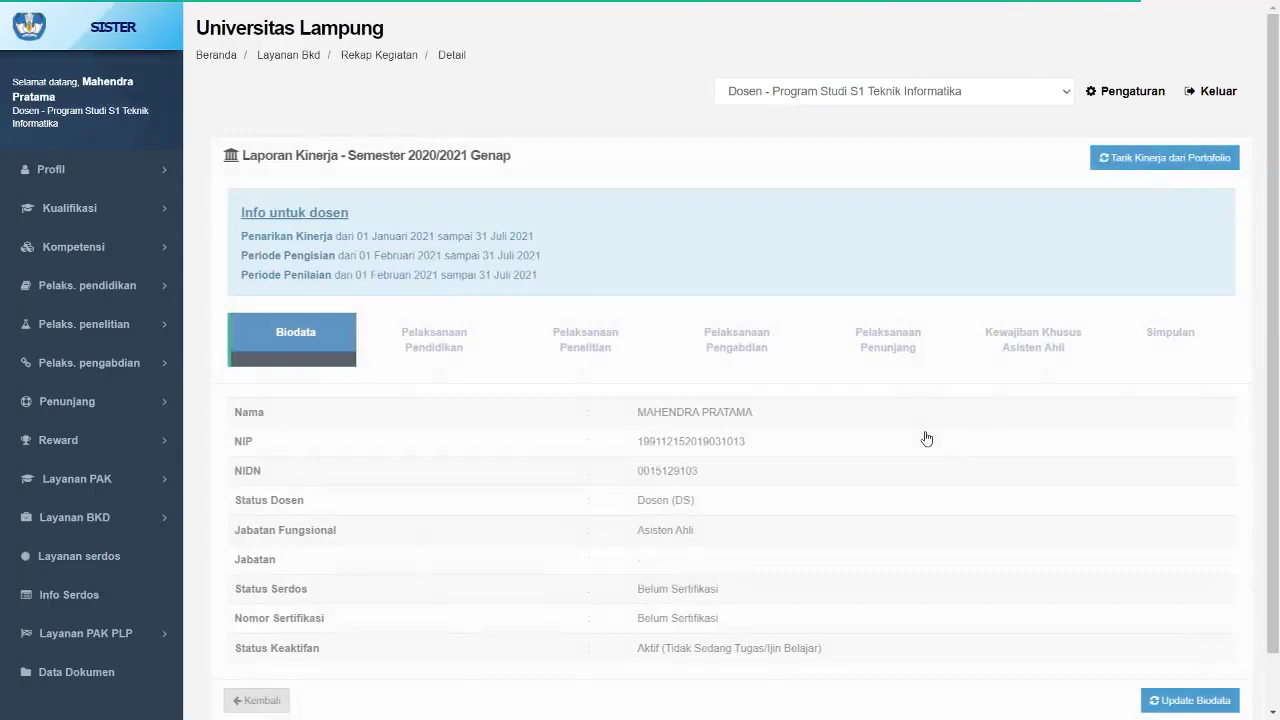 SISTER
Selamat datang, Mahendra
Pratama
Dosen - Program Studi S1 Teknik
Informatika
Profil
Kualifikasi
Kompetensi
Pelaks. pendidikan
Pelaks. penelitian
Pelaks. pengabdian
Penunjang
Reward
Layanan PAK
Layanan BKD
Layanan serdos
Info Serdos
Layanan PAK PLP
Data Dokumen
Universitas Lampung
Beranda / Layanan Bkd / Rekap Kegiatan / Detail
Dosen - Program Studi S1 Teknik Informatika
Pengaturan
Keluar
Laporan Kinerja - Semester 2020/2021 Genap
Tarik Kinerja dari Portofolio
Info untuk dosen
Penarikan Kinerja dari 01 Januari 2021 sampai 31 Juli 2021
Periode Pengisian dari 01 Februari 2021 sampai 31 Juli 2021
Periode Penilaian dari 01 Februari 2021 sampai 31 Juli 2021
Biodata
Pelaksanaan
Pendidikan
Pelaksanaan
Penelitian
Pelaksanaan
Pengabdian
Pelaksanaan
Penunjang
Kewajiban Khusus
Asisten Ahli
Simpulan
Nama : MAHENDRA PRATAMA
NIP : 199112152019031013
NIDN : 0015129103
Status Dosen : Dosen (DS)
Jabatan Fungsional : Asisten Ahli
Jabatan : -
Status Serdos : Belum Sertifikasi
Nomor Sertifikasi : Belum Sertifikasi
Status Keaktifan : Aktif (Tidak Sedang Tugas/Ijin Belajar)
Kembali
Update Biodata